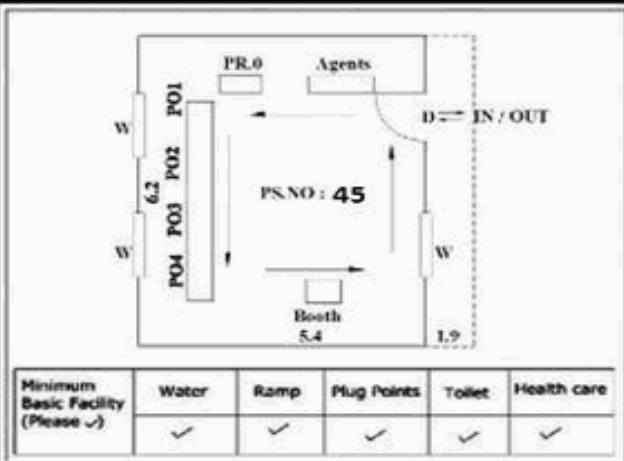 PR.0 Agents
PO1
W D ⇌ IN / OUT
PO2
6.2 PS.NO : 45
PO3
W W
PO4
Booth
5.4 1.9
Minimum Basic Facility (Please ✓) Water Ramp Plug Points Toilet Health care
✓ ✓ ✓ ✓ ✓